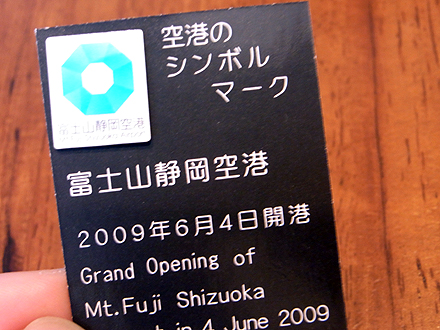 空港の
シンボル
マーク
富士山静岡空港
富士山静岡空港
2009年6月4日開港
Grand Opening of
Mt.Fuji Shizuoka
in 4 June 2009